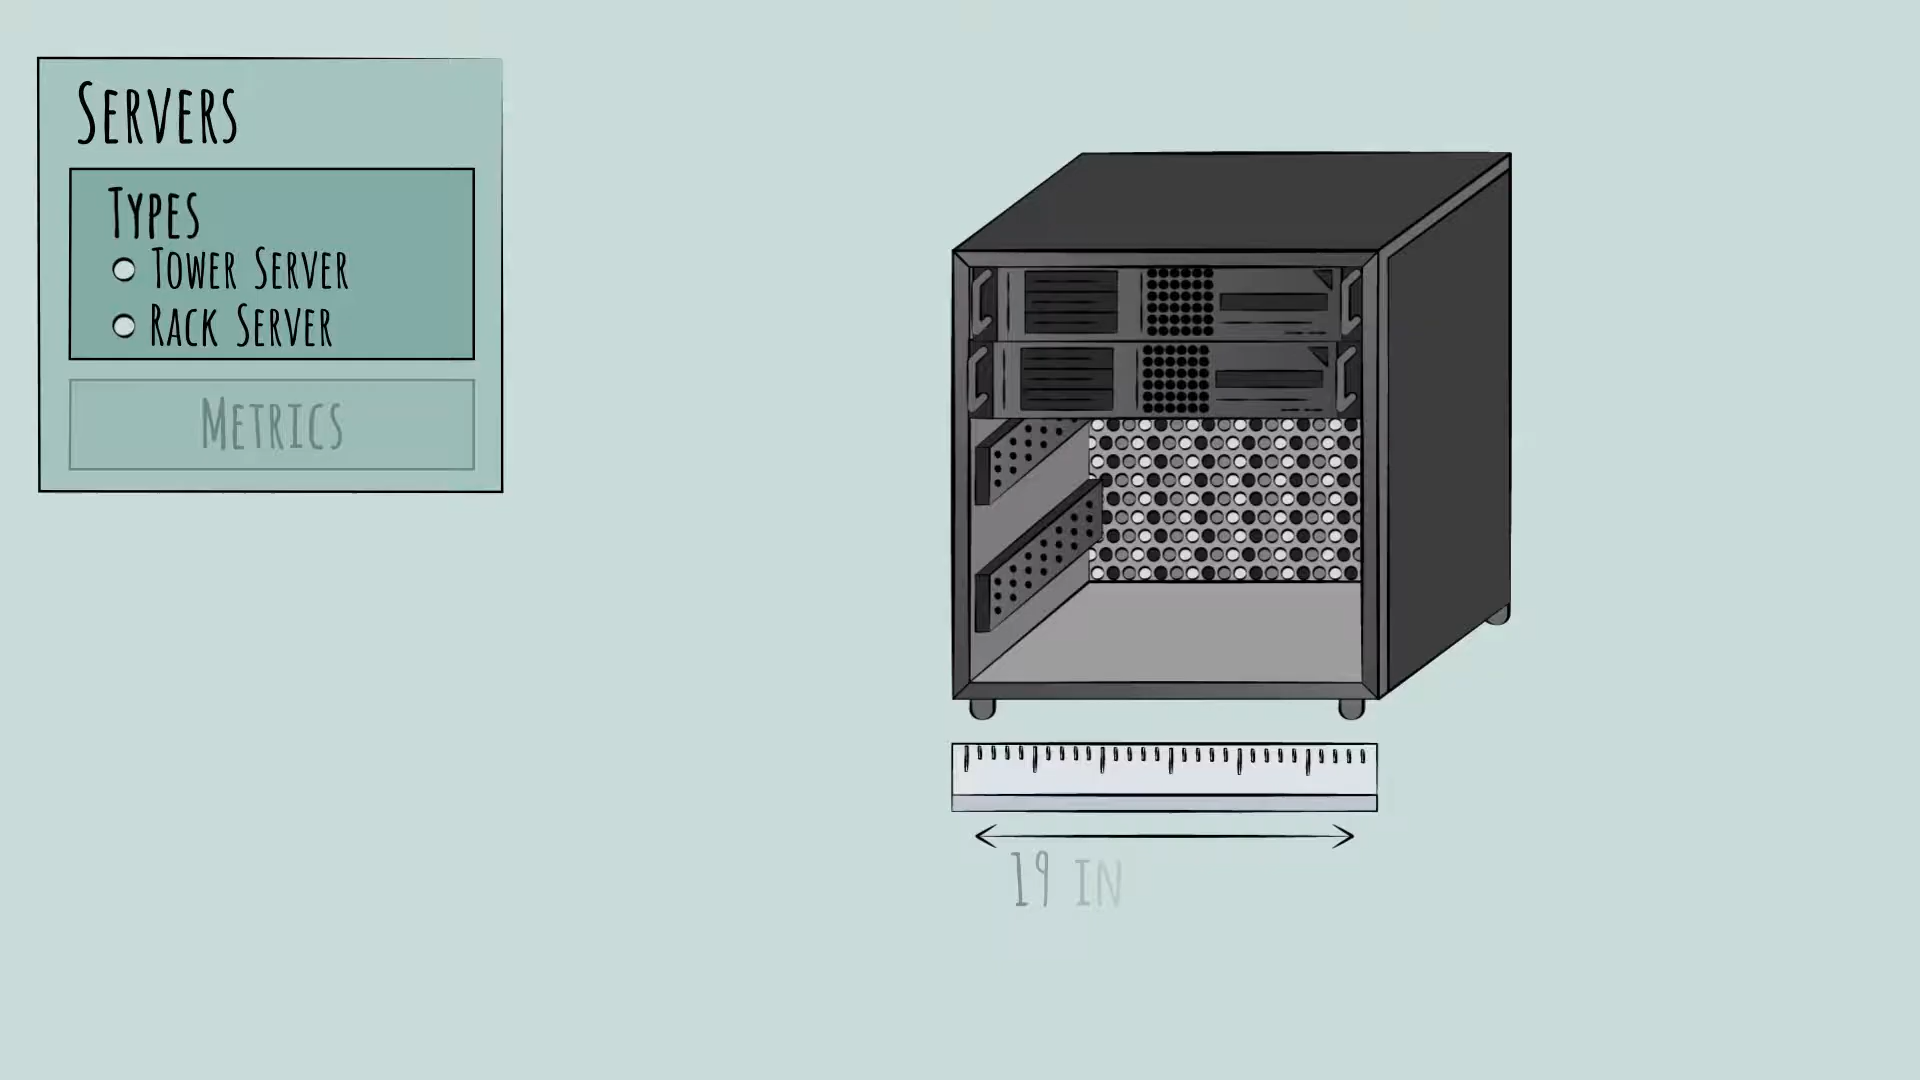 Servers
Types
Tower Server
Rack Server
Metrics
19 in